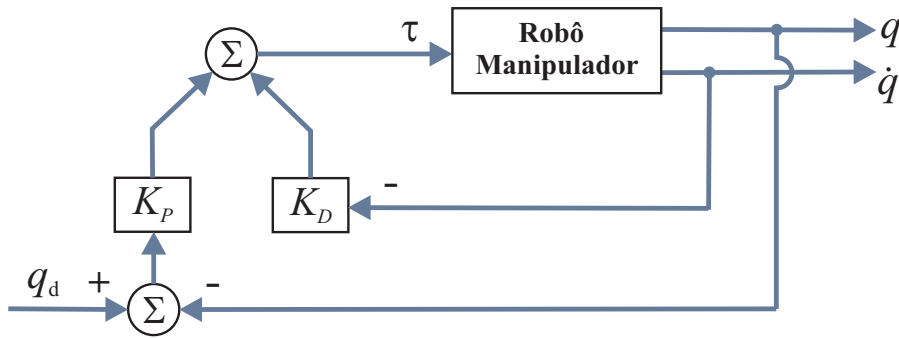 Σ
τ
Robô
Manipulador
q
q̇
K_P
K_D
-
q_d
+
Σ
-